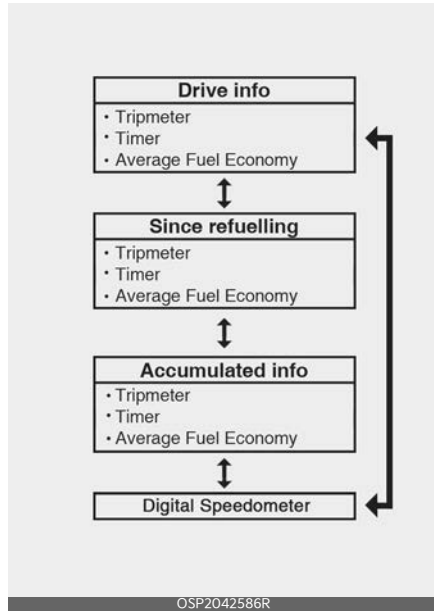 Drive info
• Tripmeter
• Timer
• Average Fuel Economy
Since refuelling
• Tripmeter
• Timer
• Average Fuel Economy
Accumulated info
• Tripmeter
• Timer
• Average Fuel Economy
Digital Speedometer
OSP2042586R